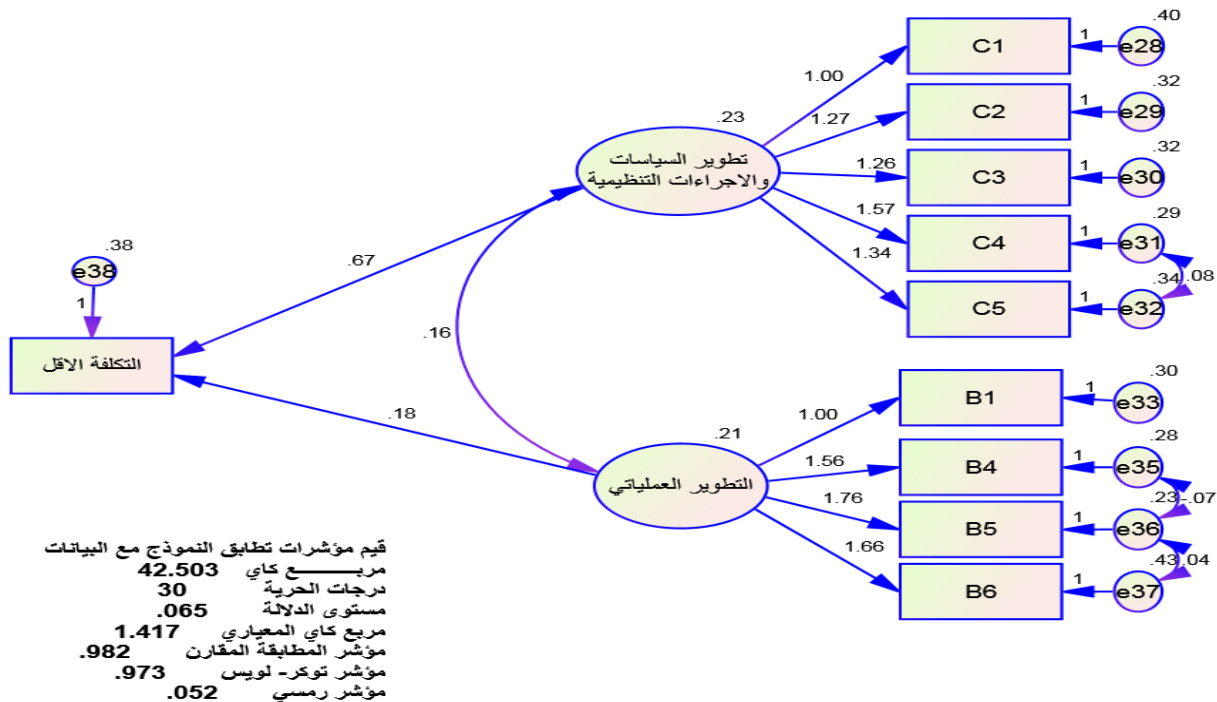 .40
C1
1
e28
1.00
.32
C2
1
e29
1.27
.23
تطوير السياسات
والاجراءات التنظيمية
.32
C3
1
e30
1.26
.29
C4
1
e31
1.57
.08
.34
C5
1
e32
1.34
.38
e38
1
.67
.16
التكلفة الاقل
.18
.30
B1
1
e33
1.00
.21
التطوير العملياتي
.28
B4
1
e35
1.56
-.07
.23
B5
1
e36
1.76
.04
.43
B6
1
e37
1.66
قيم مؤشرات تطابق النموذج مع البيانات
مربـــــــع كاي 42.503
درجات الحرية 30
مستوى الدلالة .065
مربع كاي المعياري 1.417
مؤشر المطابقة المقارن .982
مؤشر توكر- لويس .973
مؤشر رمسي .052